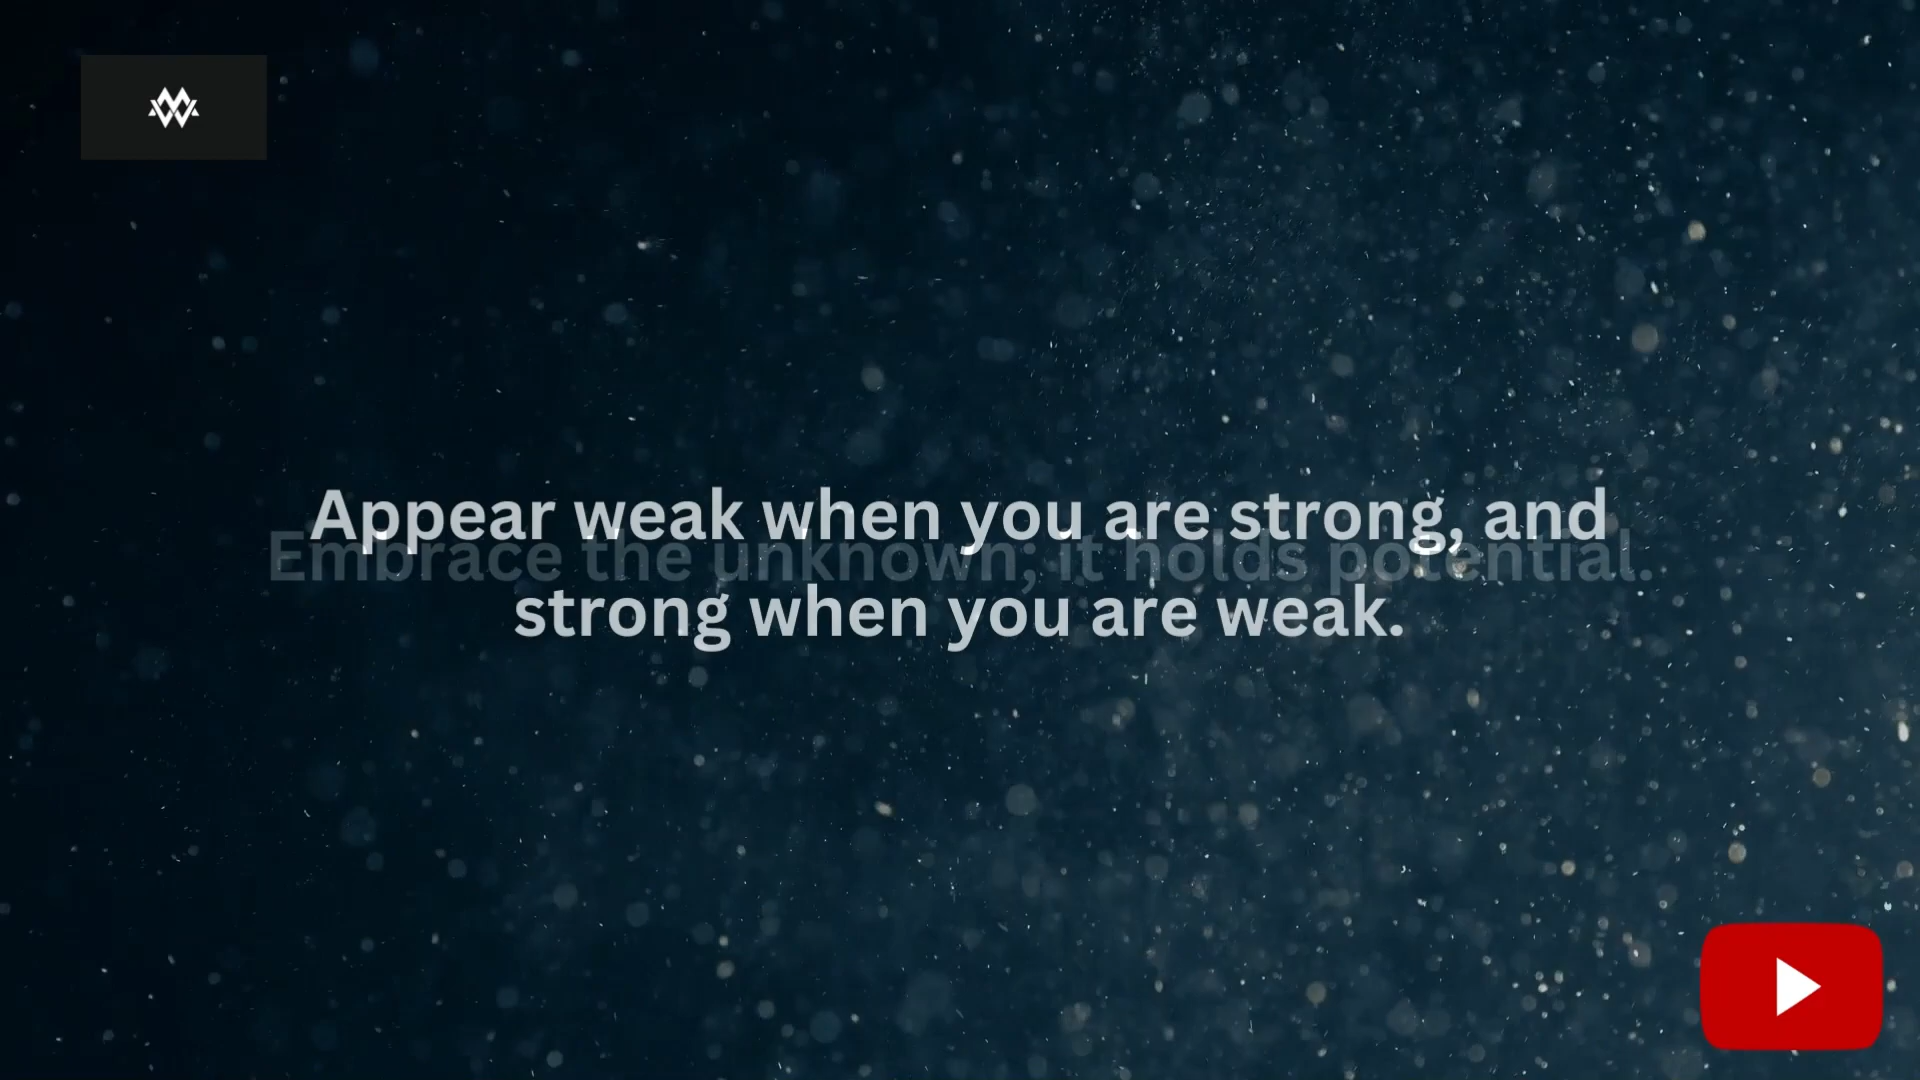 Appear weak when you are strong, and
Embrace the unknown; it holds potential.
strong when you are weak.